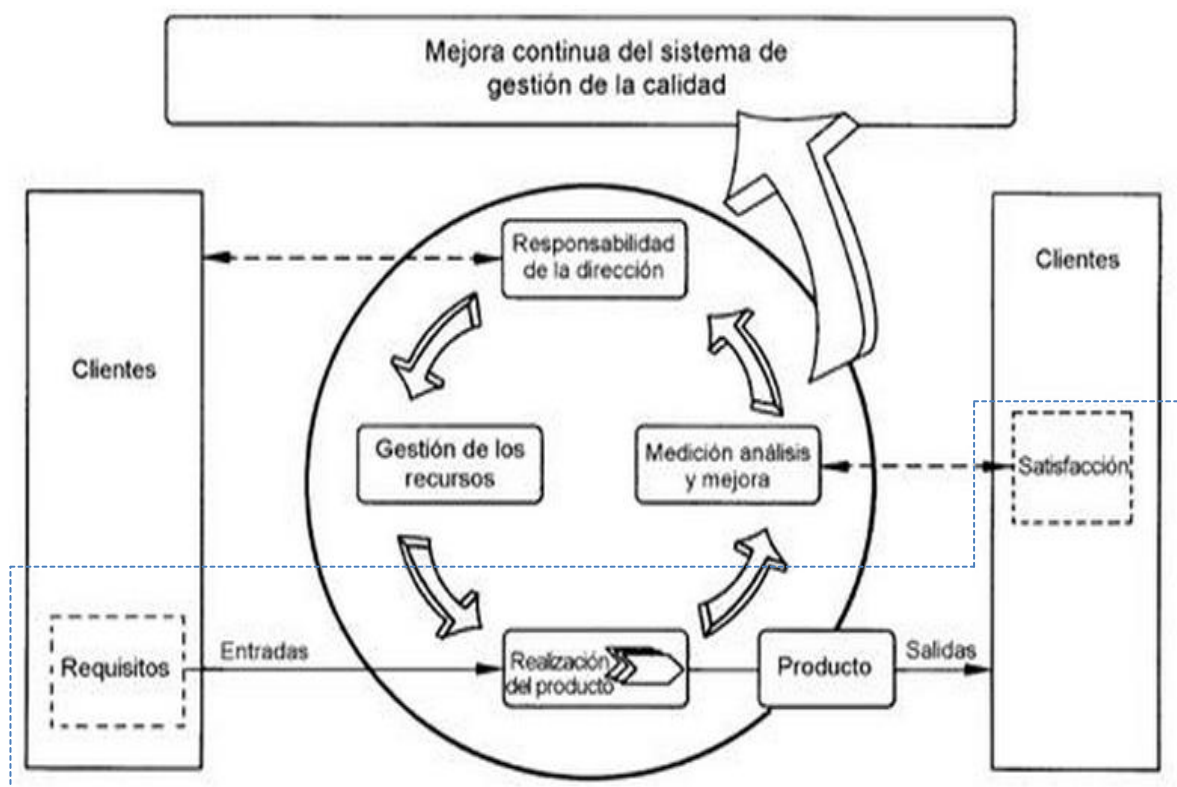 Mejora continua del sistema de
gestión de la calidad
Responsabilidad
de la dirección
Clientes
Clientes
Gestión de los
recursos
Medición análisis
y mejora
Satisfacción
Requisitos
Entradas
Realización
del producto
Producto
Salidas